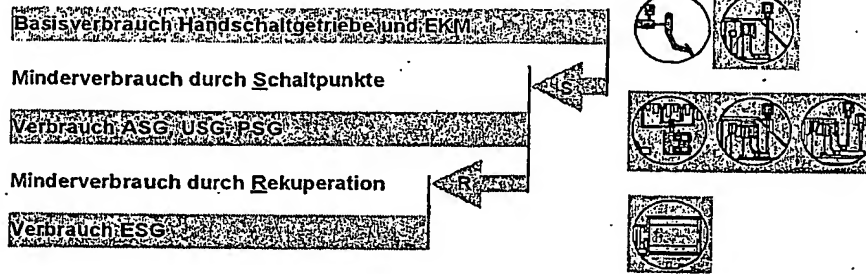 Basisverbrauch Handschaltgetriebe und EKM
Minderverbrauch durch Schaltpunkte
S
Verbrauch ASG, USG, PSG
Minderverbrauch durch Rekuperation
R
Verbrauch ESG